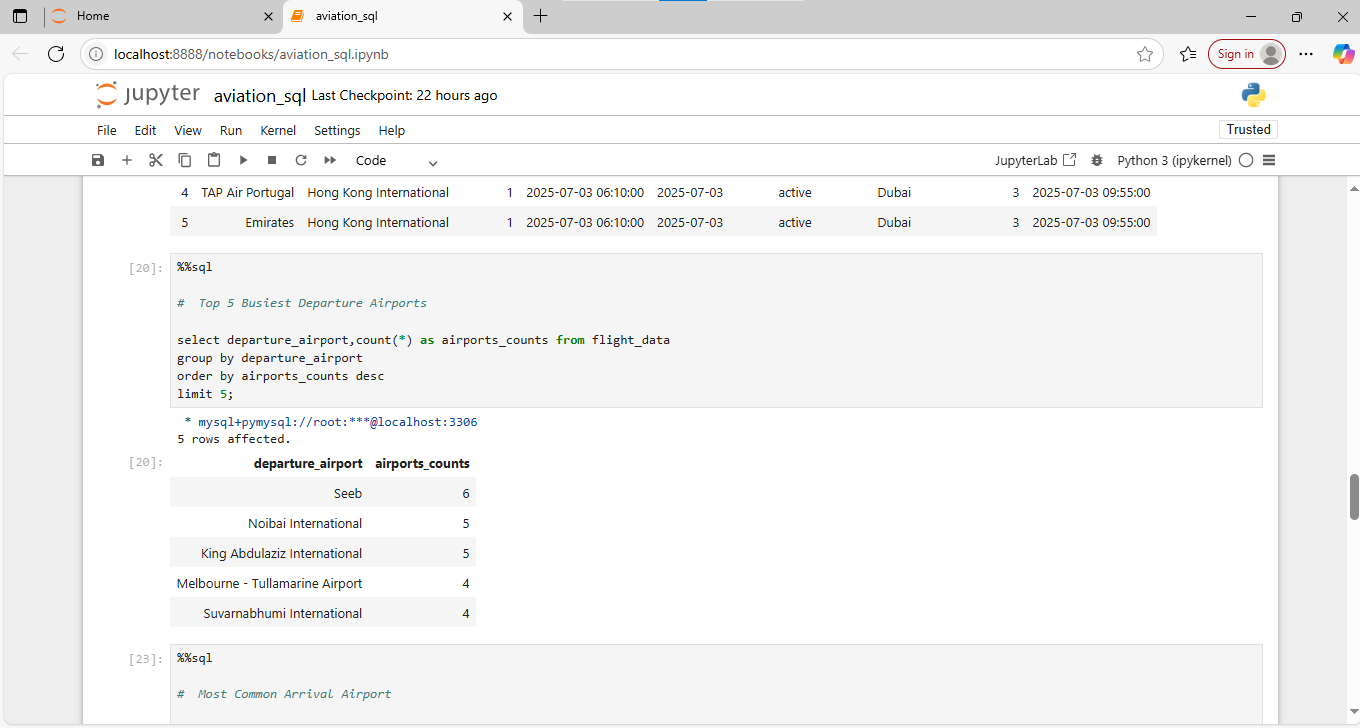 Home
aviation_sql
localhost:8888/notebooks/aviation_sql.ipynb
Sign in
jupyter aviation_sql Last Checkpoint: 22 hours ago
File Edit View Run Kernel Settings Help
Trusted
Code
JupyterLab
Python 3 (ipykernel)
4 TAP Air Portugal Hong Kong International 1 2025-07-03 06:10:00 2025-07-03 active Dubai 3 2025-07-03 09:55:00
5 Emirates Hong Kong International 1 2025-07-03 06:10:00 2025-07-03 active Dubai 3 2025-07-03 09:55:00
[20]: %%sql
# Top 5 Busiest Departure Airports
select departure_airport,count(*) as airports_counts from flight_data
group by departure_airport
order by airports_counts desc
limit 5;
* mysql+pymysql://root:***@localhost:3306
5 rows affected.
[20]: departure_airport airports_counts
Seeb 6
Noibai International 5
King Abdulaziz International 5
Melbourne - Tullamarine Airport 4
Suvarnabhumi International 4
[23]: %%sql
# Most Common Arrival Airport